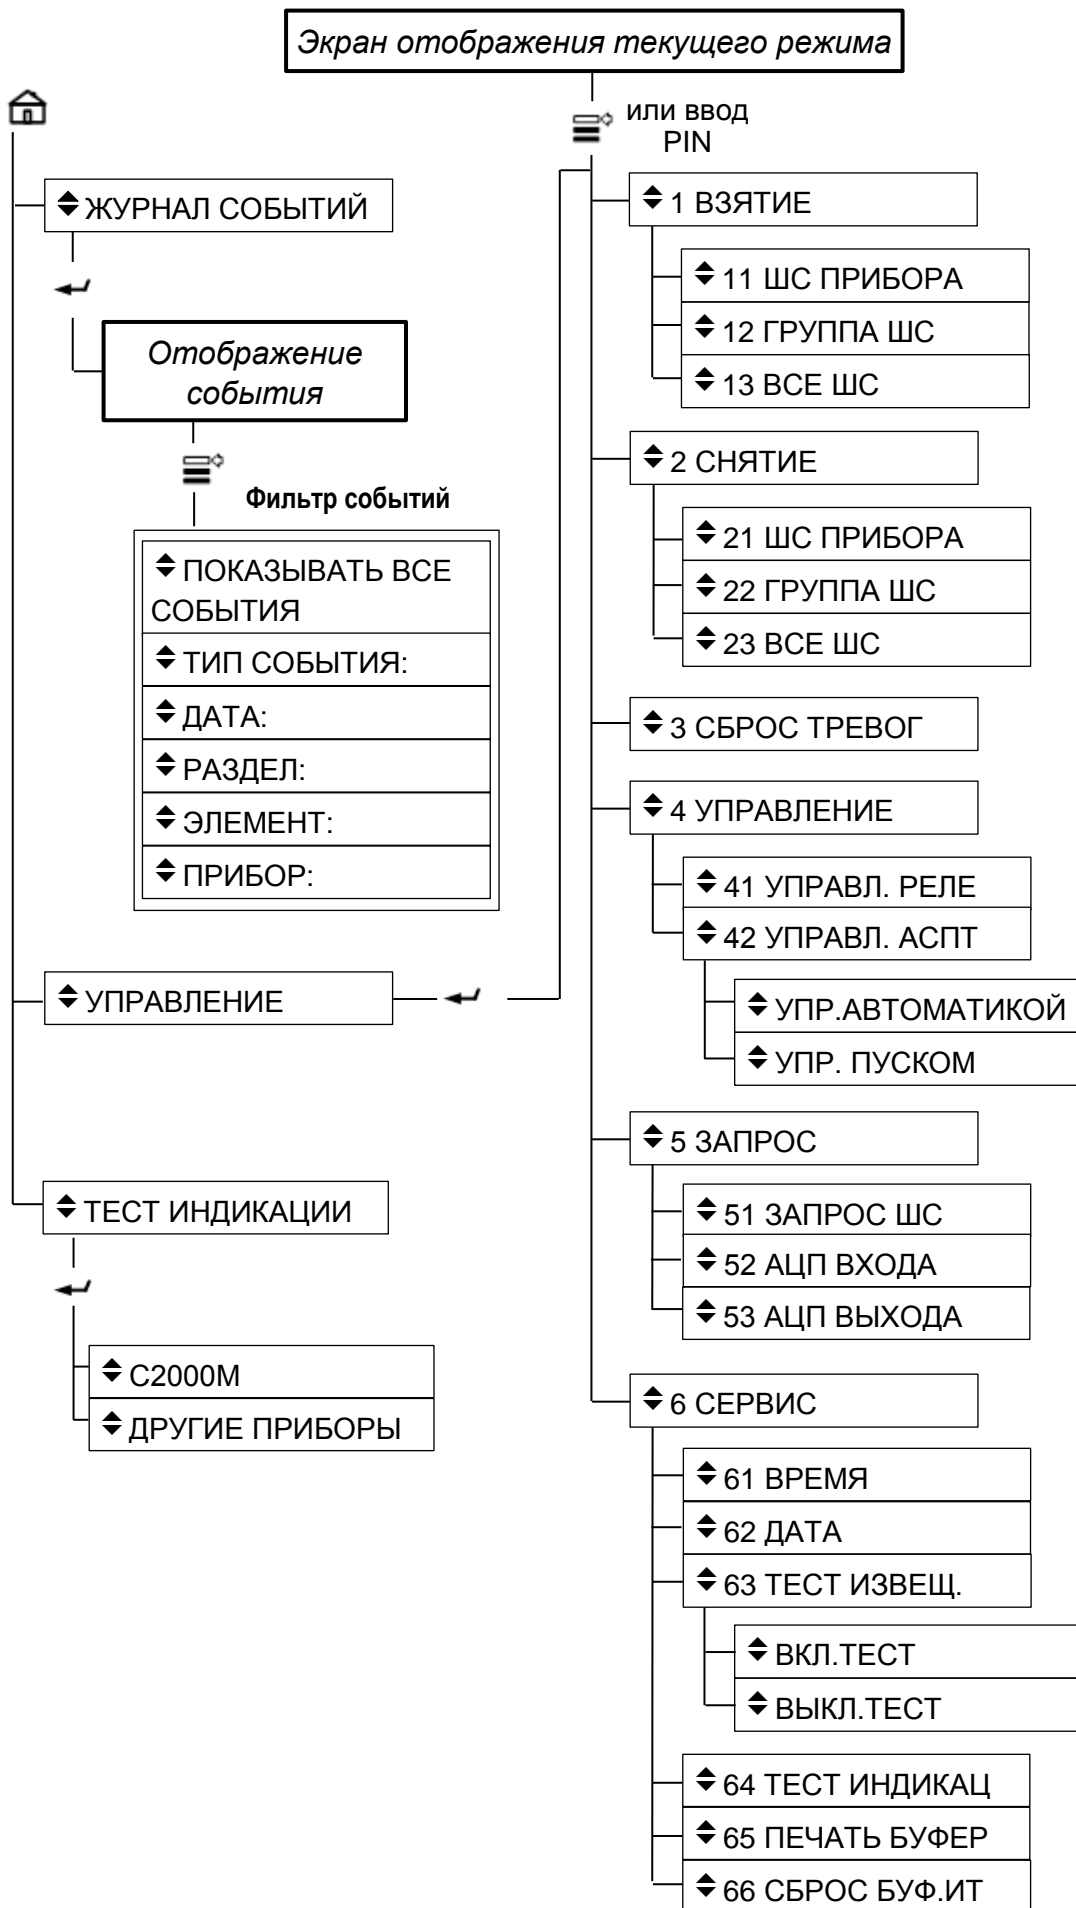 Экран отображения текущего режима
или ввод
PIN
ЖУРНАЛ СОБЫТИЙ
Отображение
события
Фильтр событий
ПОКАЗЫВАТЬ ВСЕ
СОБЫТИЯ
ТИП СОБЫТИЯ:
ДАТА:
РАЗДЕЛ:
ЭЛЕМЕНТ:
ПРИБОР:
УПРАВЛЕНИЕ
ТЕСТ ИНДИКАЦИИ
С2000М
ДРУГИЕ ПРИБОРЫ
1 ВЗЯТИЕ
11 ШС ПРИБОРА
12 ГРУППА ШС
13 ВСЕ ШС
2 СНЯТИЕ
21 ШС ПРИБОРА
22 ГРУППА ШС
23 ВСЕ ШС
3 СБРОС ТРЕВОГ
4 УПРАВЛЕНИЕ
41 УПРАВЛ. РЕЛЕ
42 УПРАВЛ. АСПТ
УПР.АВТОМАТИКОЙ
УПР. ПУСКОМ
5 ЗАПРОС
51 ЗАПРОС ШС
52 АЦП ВХОДА
53 АЦП ВЫХОДА
6 СЕРВИС
61 ВРЕМЯ
62 ДАТА
63 ТЕСТ ИЗВЕЩ.
ВКЛ.ТЕСТ
ВЫКЛ.ТЕСТ
64 ТЕСТ ИНДИКАЦ
65 ПЕЧАТЬ БУФЕР
66 СБРОС БУФ.ИТ